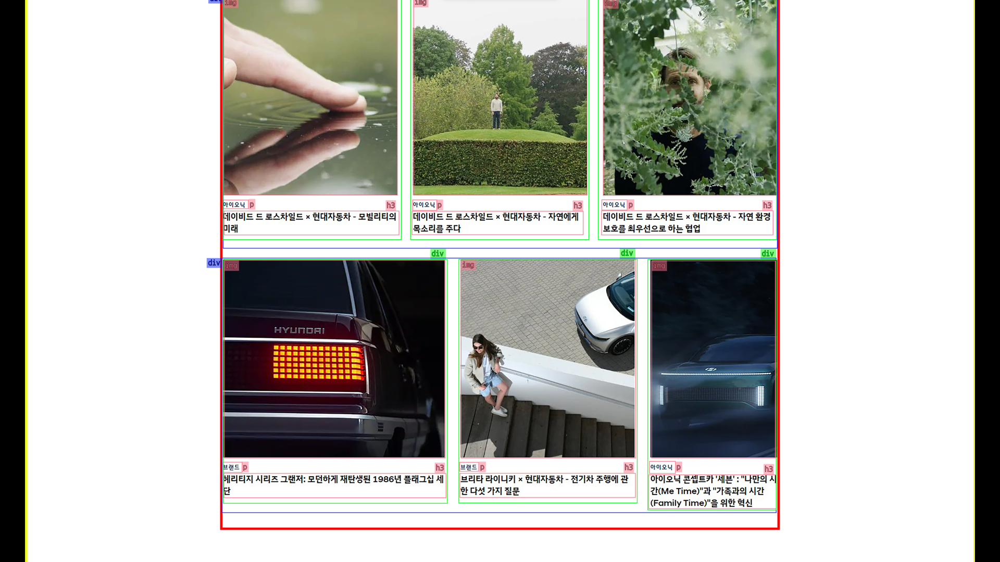 div
img
img
img
아이오닉 p
h3
데이비드 드 로스차일드 × 현대자동차 - 모빌리티의
미래
아이오닉 p
h3
데이비드 드 로스차일드 × 현대자동차 - 자연에게
목소리를 주다
아이오닉 p
h3
데이비드 드 로스차일드 × 현대자동차 - 자연 환경
보호를 최우선으로 하는 협업
div
div
div
div
img
HYUNDAI
img
img
브랜드 p
h3
헤리티지 시리즈 그랜저: 모던하게 재탄생된 1986년 플래그십 세
단
브랜드 p
h3
브리타 라이니키 × 현대자동차 - 전기차 주행에 관
한 다섯 가지 질문
아이오닉 p
h3
아이오닉 콘셉트카 '세븐' : "나만의 시
간(Me Time)"과 "가족과의 시간
(Family Time)"을 위한 혁신